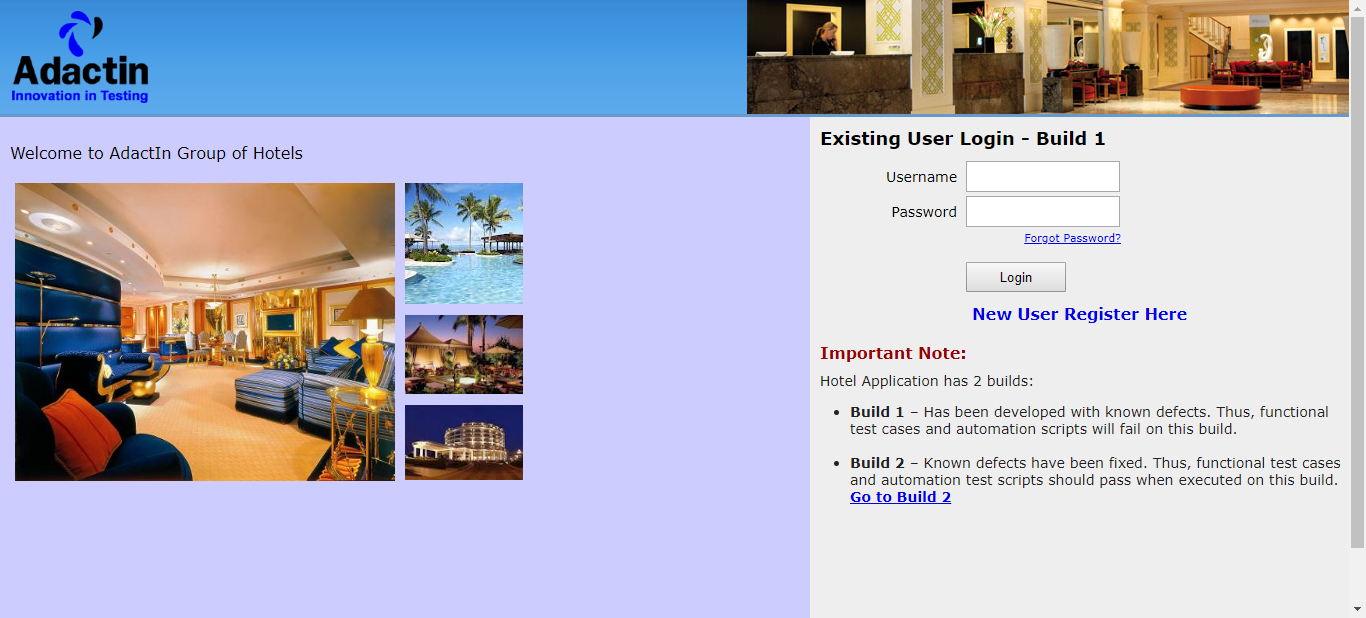 Adactin
Innovation in Testing
Welcome to AdactIn Group of Hotels
Existing User Login - Build 1
Username
Password
Forgot Password?
Login
New User Register Here
Important Note:
Hotel Application has 2 builds:
• Build 1 – Has been developed with known defects. Thus, functional
test cases and automation scripts will fail on this build.
• Build 2 – Known defects have been fixed. Thus, functional test cases
and automation test scripts should pass when executed on this build.
Go to Build 2